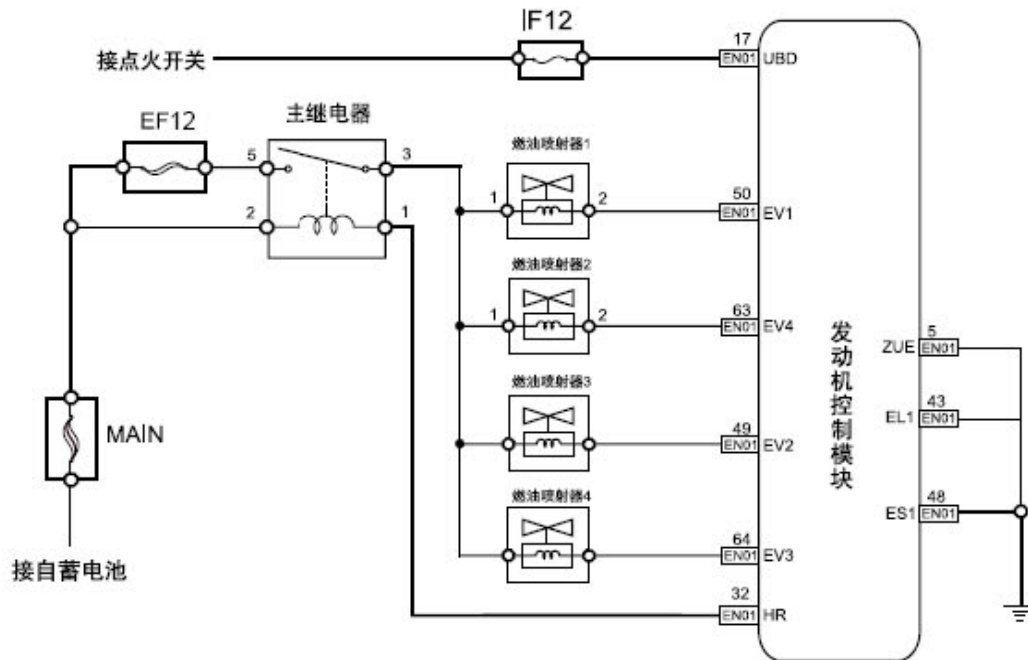 IF12
接点火开关
17
EN01 UBD
EF12
主继电器
5
3
2
1
燃油喷射器1
1
2
50
EN01 EV1
燃油喷射器2
1
2
63
EN01 EV4
燃油喷射器3
49
EN01 EV2
燃油喷射器4
64
EN01 EV3
32
EN01 HR
MAIN
接自蓄电池
发动机控制模块
5
ZUE EN01
43
EL1 EN01
48
ES1 EN01